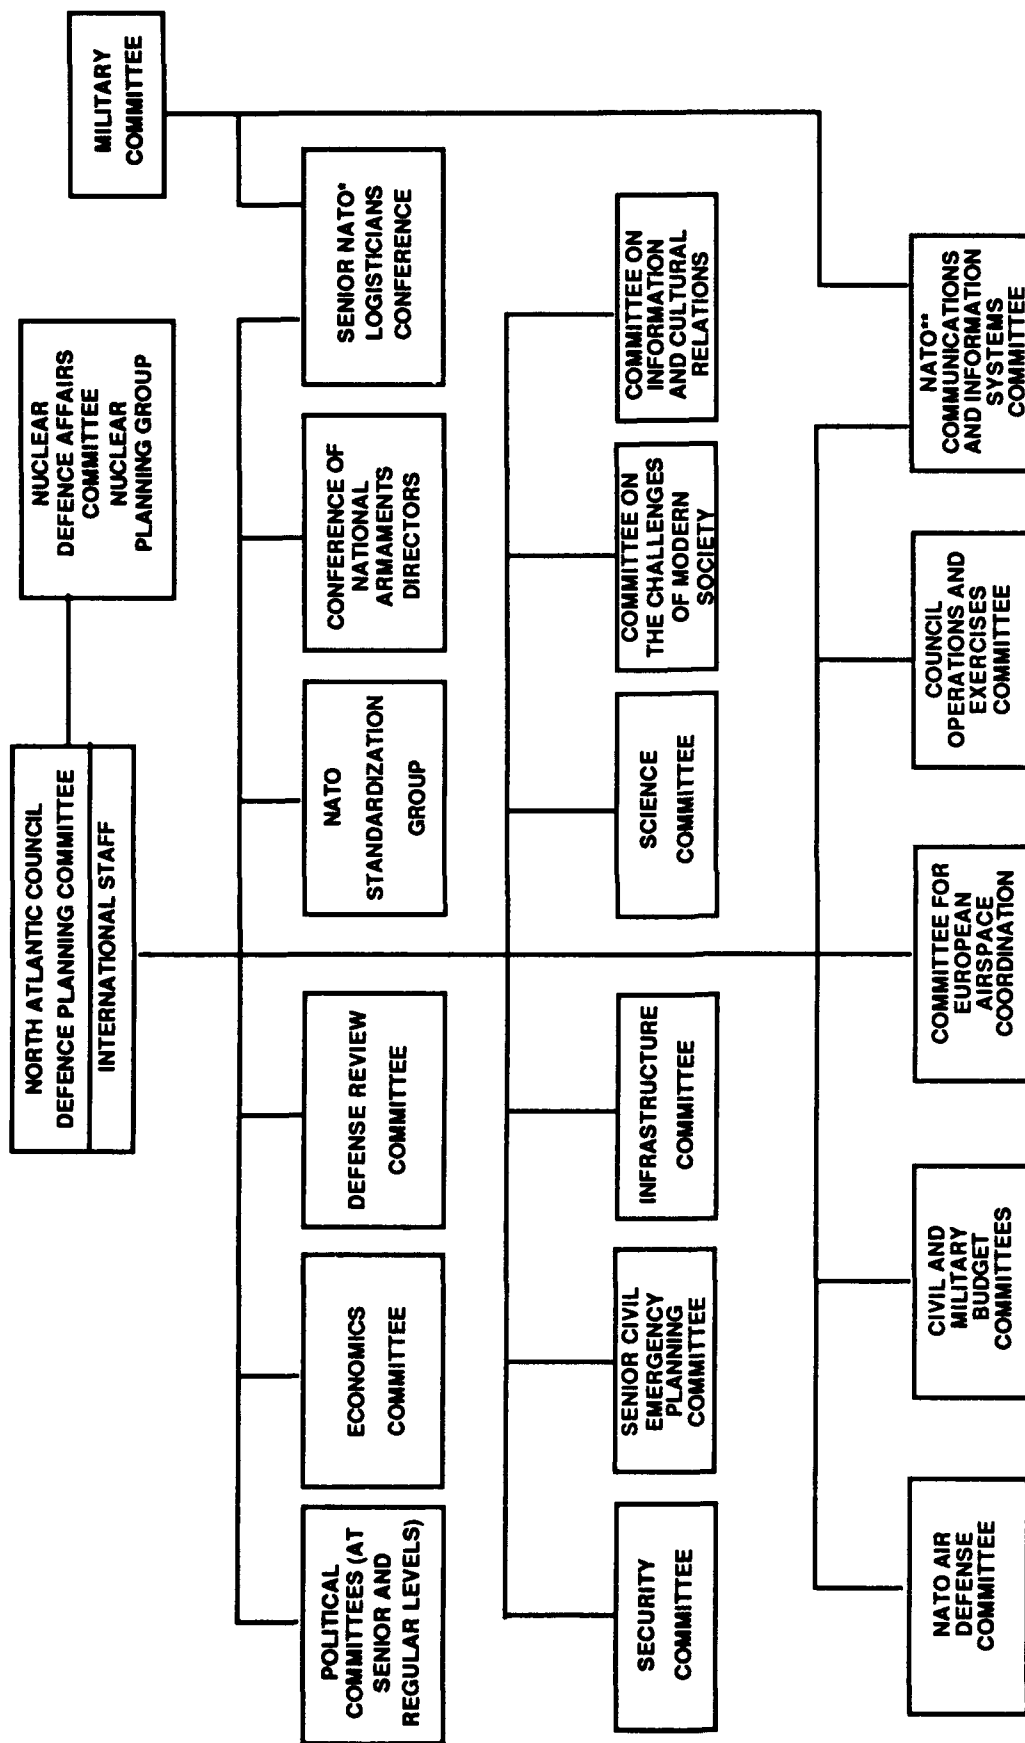 NORTH ATLANTIC COUNCIL
DEFENCE PLANNING COMMITTEE
INTERNATIONAL STAFF
NUCLEAR
DEFENCE AFFAIRS
COMMITTEE
NUCLEAR
PLANNING GROUP
MILITARY
COMMITTEE
POLITICAL
COMMITTEES (AT
SENIOR AND
REGULAR LEVELS)
ECONOMICS
COMMITTEE
DEFENSE REVIEW
COMMITTEE
NATO
STANDARDIZATION
GROUP
CONFERENCE OF
NATIONAL
ARMAMENTS
DIRECTORS
SENIOR NATO*
LOGISTICIANS
CONFERENCE
SECURITY
COMMITTEE
SENIOR CIVIL
EMERGENCY
PLANNING
COMMITTEE
INFRASTRUCTURE
COMMITTEE
SCIENCE
COMMITTEE
COMMITTEE ON
THE CHALLENGES
OF MODERN
SOCIETY
COMMITTEE ON
INFORMATION
AND CULTURAL
RELATIONS
NATO AIR
DEFENSE
COMMITTEE
CIVIL AND
MILITARY
BUDGET
COMMITTEES
COMMITTEE FOR
EUROPEAN
AIRSPACE
COORDINATION
COUNCIL
OPERATIONS AND
EXERCISES
COMMITTEE
NATO**
COMMUNICATIONS
AND INFORMATION
SYSTEMS
COMMITTEE